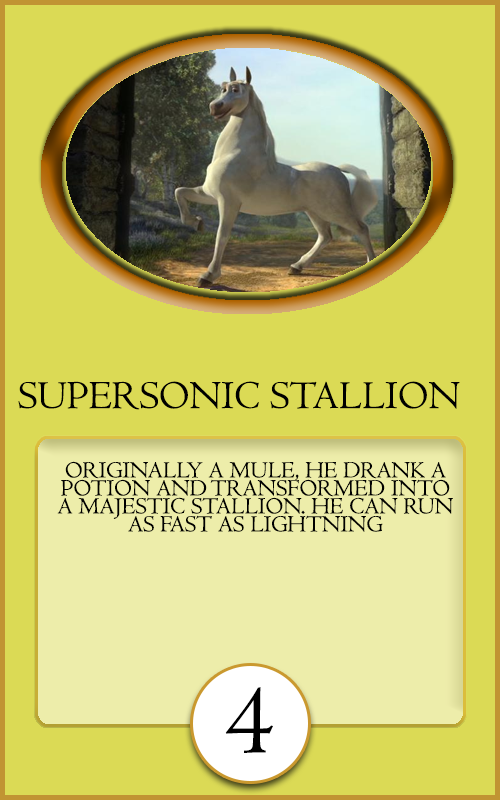 SUPERSONIC STALLION
ORIGINALLY A MULE, HE DRANK A
POTION AND TRANSFORMED INTO
A MAJESTIC STALLION. HE CAN RUN
AS FAST AS LIGHTNING
4